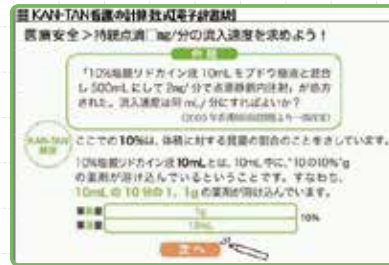 KAN-TAN看護の計算・数式[電子辞書版]
医療安全＞持続点滴□mg/分の流入速度を求めよう！
例題
「10%塩酸リドカイン液 10mLをブドウ糖液と混合
し 500mLにして 2mg/分で点滴静脈内注射」が処方
された。流入速度は何 mL/分にすればよいか？
KAN-TAN
ここでの10%は、体積に対する質量の割合のことをさしています。
10%塩酸リドカイン液10mLとは、10mL中に、"10の10%"g
の薬剤が溶け込んでいるということです。すなわち、
10mLの10分の1、1gの薬剤が溶け込んでいます。
1g
10mL
10%
次へ